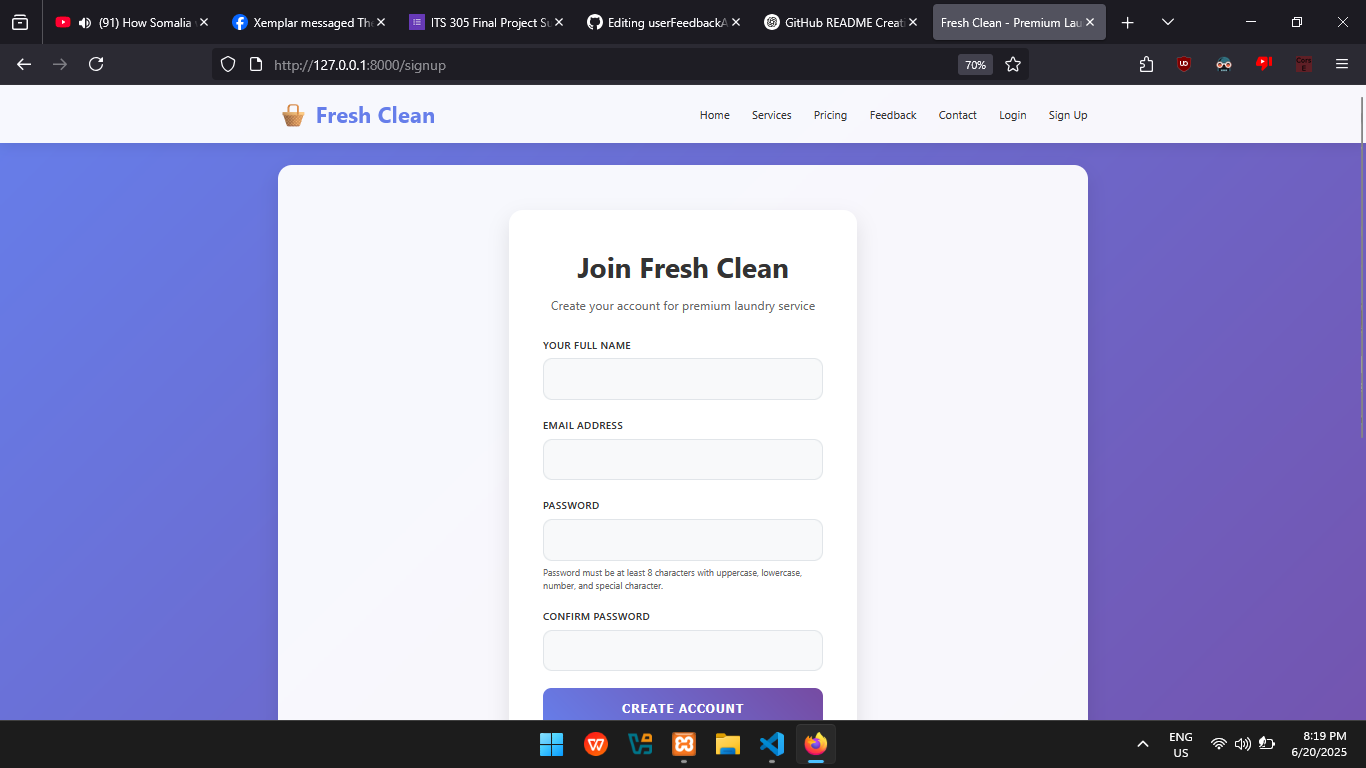 (91) How Somalia
Xemplar messaged The
ITS 305 Final Project Su
Editing userFeedbackA
GitHub README Creati
Fresh Clean - Premium Lau
http://127.0.0.1:8000/signup
70%
Fresh Clean
Home
Services
Pricing
Feedback
Contact
Login
Sign Up
Join Fresh Clean
Create your account for premium laundry service
YOUR FULL NAME
EMAIL ADDRESS
PASSWORD
Password must be at least 8 characters with uppercase, lowercase,
number, and special character.
CONFIRM PASSWORD
CREATE ACCOUNT
ENG
US
8:19 PM
6/20/2025